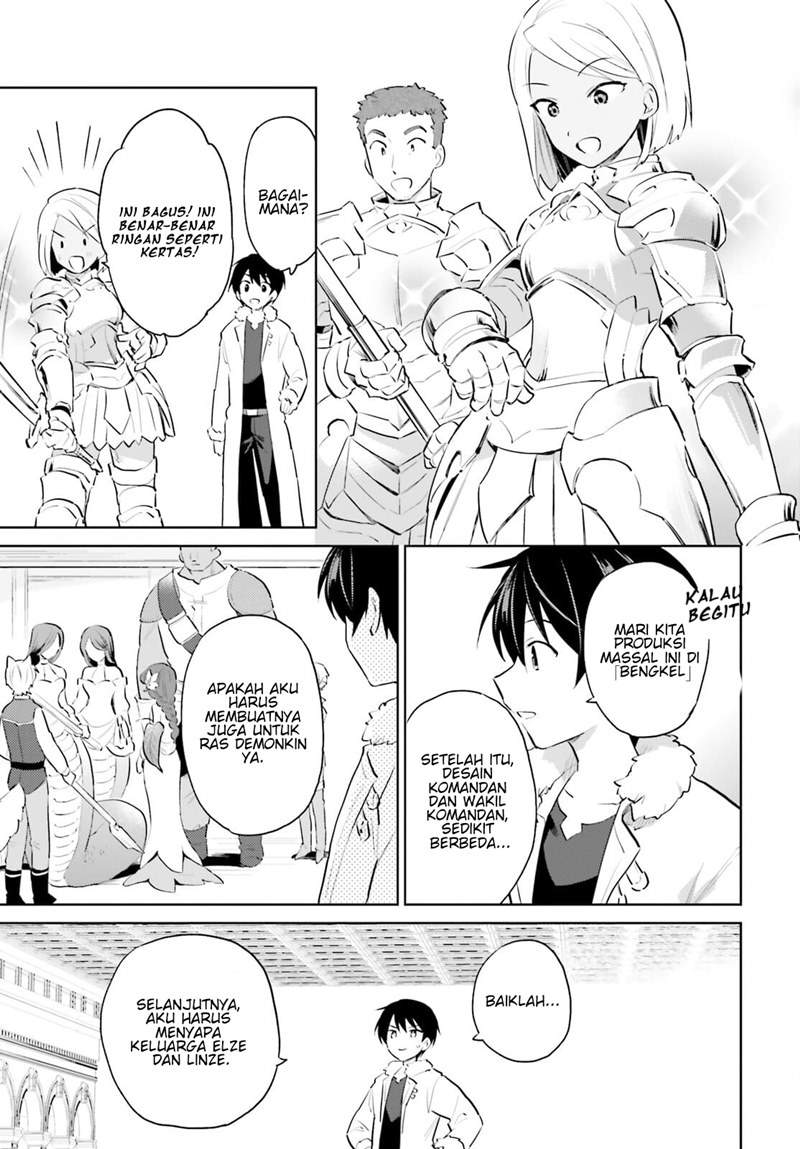 BAGAI-
MANA?
INI BAGUS! INI
BENAR-BENAR
RINGAN SEPERTI
KERTAS!
KALAU
BEGITU
MARI KITA
PRODUKSI
MASSAL INI DI
「BENGKEL」
SETELAH ITU,
DESAIN
KOMANDAN
DAN WAKIL
KOMANDAN,
SEDIKIT
BERBEDA...
APAKAH AKU
HARUS
MEMBUATNYA
JUGA UNTUK
RAS DEMONKIN
YA.
BAIKLAH...
SELANJUTNYA,
AKU HARUS
MENYAPA
KELUARGA ELZE
DAN LINZE.